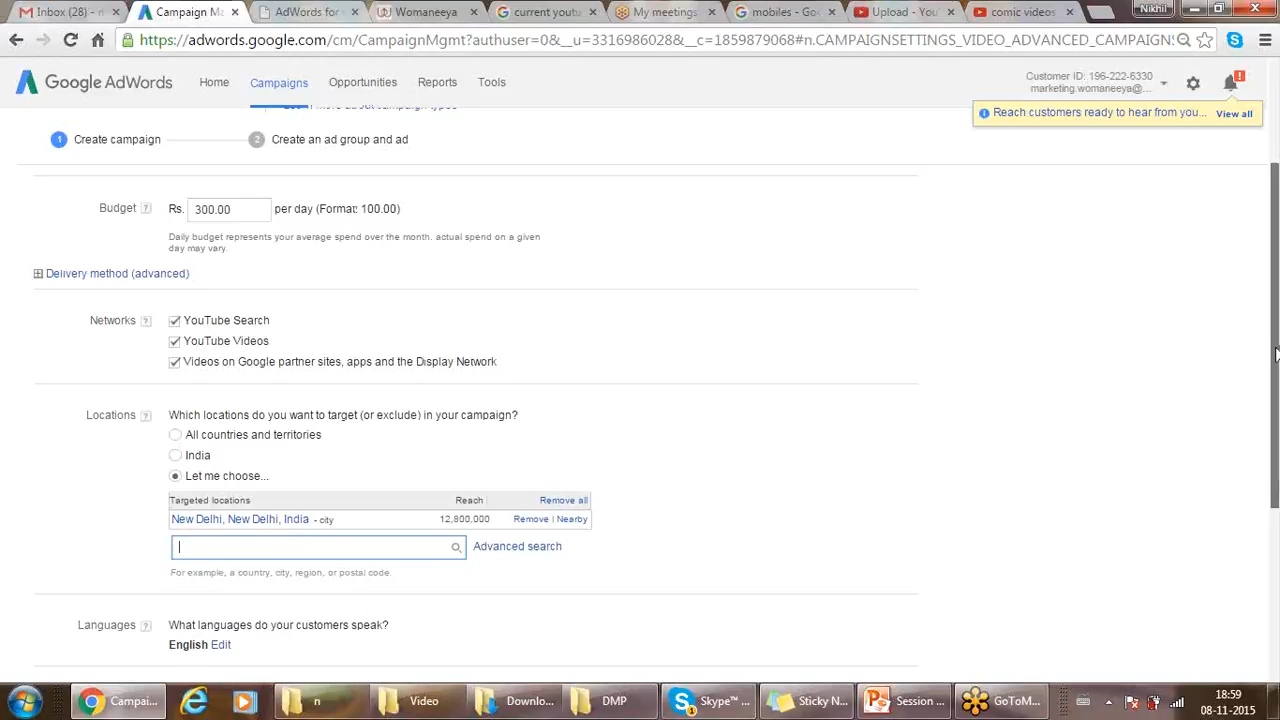 Inbox (28) - n
Campaign Ma
AdWords for v
Womaneeya
current youtu
My meetings
mobiles - Goo
Upload - You
comic videos
Nikhil
https://adwords.google.com/cm/CampaignMgmt?authuser=0&__u=3316986028&__c=1859879068#n.CAMPAIGNSETTINGS_VIDEO_ADVANCED_CAMPAIGN
Google AdWords
Home Campaigns Opportunities Reports Tools
Customer ID: 196-222-6330
marketing.womaneeya@...
Reach customers ready to hear from you... View all
1 Create campaign 2 Create an ad group and ad
Budget ? Rs. 300.00 per day (Format: 100.00)
Daily budget represents your average spend over the month. actual spend on a given
day may vary.
Delivery method (advanced)
Networks ? YouTube Search
YouTube Videos
Videos on Google partner sites, apps and the Display Network
Locations ? Which locations do you want to target (or exclude) in your campaign?
All countries and territories
India
Let me choose...
Targeted locations Reach Remove all
New Delhi, New Delhi, India - city 12,800,000 Remove | Nearby
Advanced search
For example, a country, city, region, or postal code.
Languages ? What languages do your customers speak?
English Edit
Campai... n Video Downlo... DMP Skype™ ... Sticky N... Session ... GoToM...
18:59
08-11-2015